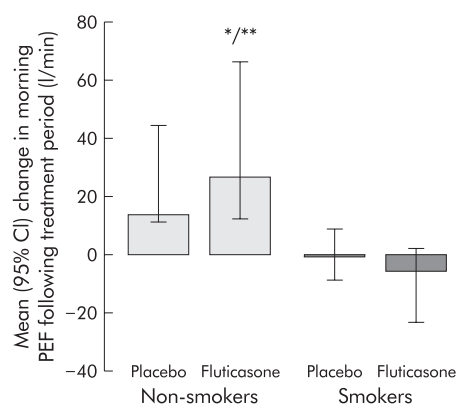 Mean (95% CI) change in morning
PEF following treatment period (l/min)
80
60
40
20
0
−20
−40
*/**
Placebo Fluticasone Placebo Fluticasone
Non-smokers Smokers